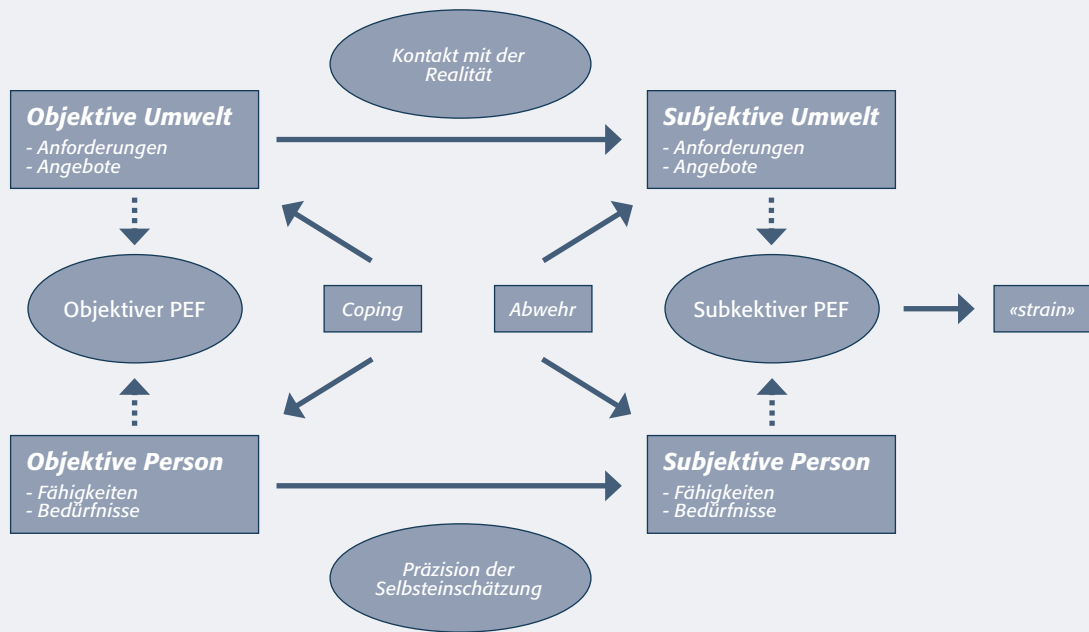 Kontakt mit der
Realität
Objektive Umwelt
- Anforderungen
- Angebote
Subjektive Umwelt
- Anforderungen
- Angebote
Objektiver PEF
Coping
Abwehr
Subkektiver PEF
«strain»
Objektive Person
- Fähigkeiten
- Bedürfnisse
Subjektive Person
- Fähigkeiten
- Bedürfnisse
Präzision der
Selbsteinschätzung